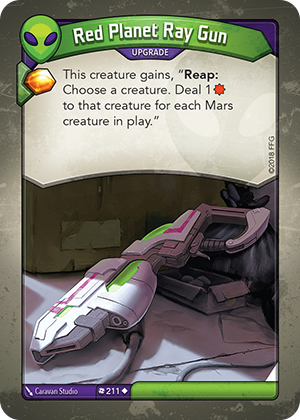 Red Planet Ray Gun
UPGRADE
This creature gains, “Reap:
Choose a creature. Deal 1
to that creature for each Mars
creature in play.”
©2018 FFG
Caravan Studio
211